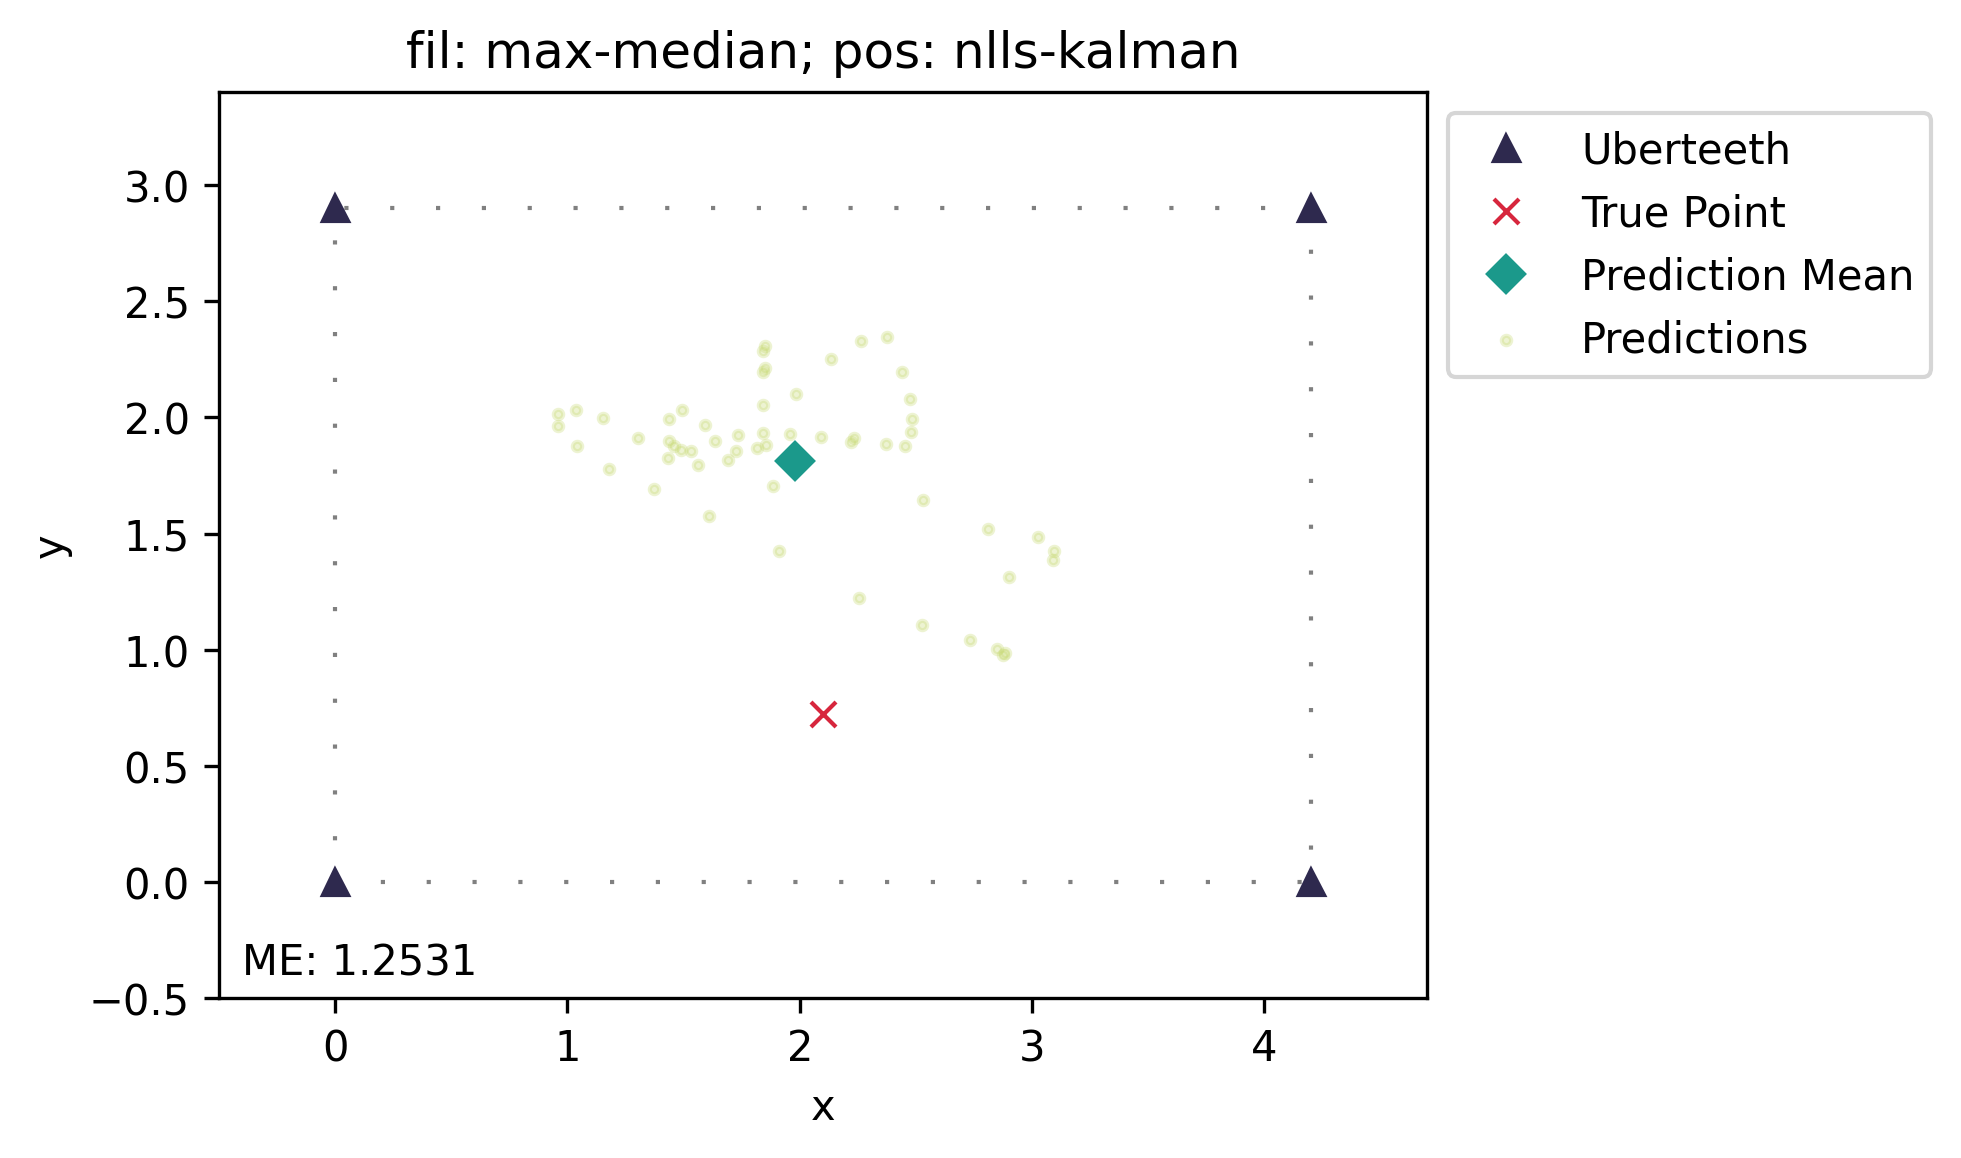 fil: max-median; pos: nlls-kalman
Uberteeth
True Point
Prediction Mean
Predictions
3.0
2.5
2.0
1.5
1.0
0.5
0.0
−0.5
y
ME: 1.2531
0 1 2 3 4
x